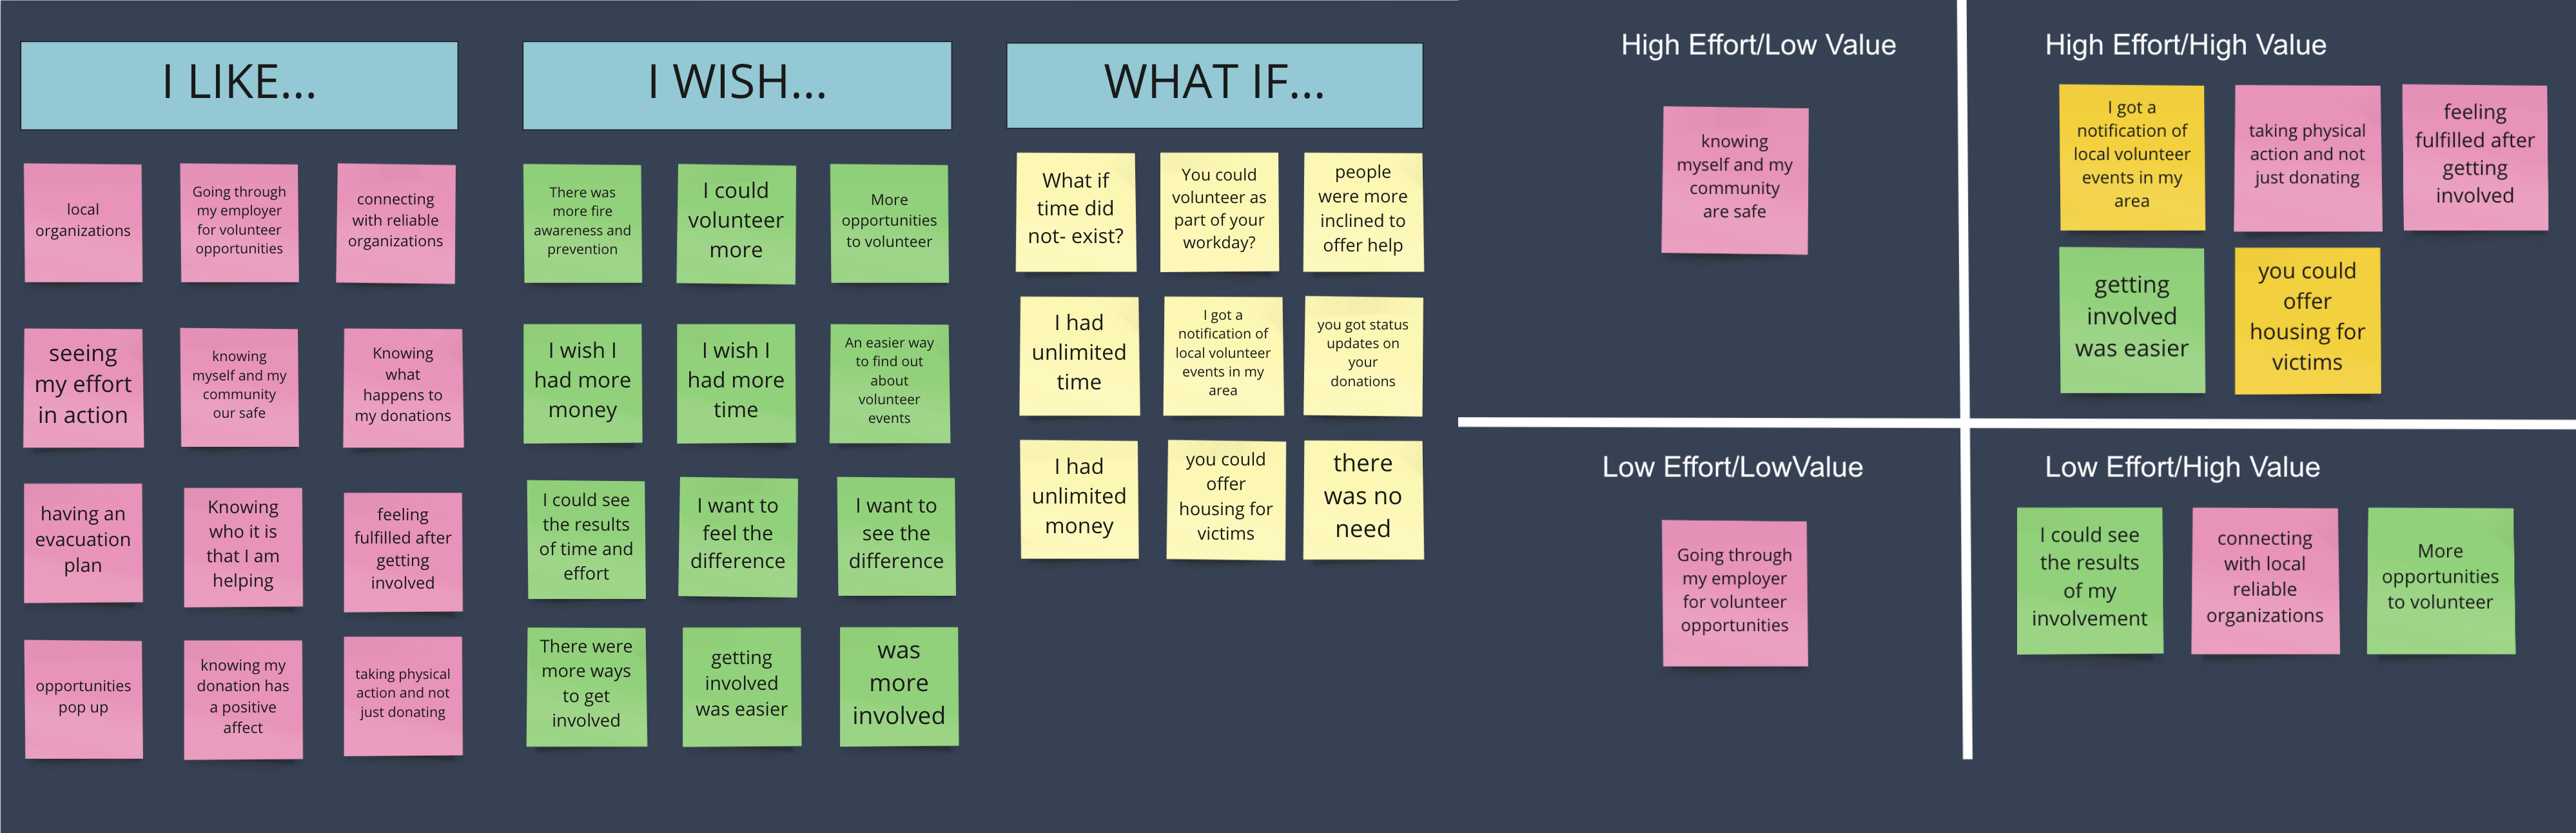 I LIKE...
local
organizations
Going through
my employer
for volunteer
opportunities
connecting
with reliable
organizations
seeing
my effort
in action
knowing
myself and my
community
our safe
Knowing
what
happens to
my donations
having an
evacuation
plan
Knowing
who it is
that I am
helping
feeling
fulfilled after
getting
involved
opportunities
pop up
knowing my
donation has
a positive
affect
taking physical
action and not
just donating
I WISH...
There was
more fire
awareness and
prevention
I could
volunteer
more
More
opportunities
to volunteer
I wish I
had more
money
I wish I
had more
time
An easier way
to find out
about
volunteer
events
I could see
the results
of time and
effort
I want to
feel the
difference
I want to
see the
difference
There were
more ways
to get
involved
getting
involved
was easier
was
more
involved
WHAT IF...
What if
time did
not- exist?
You could
volunteer as
part of your
workday?
people
were more
inclined to
offer help
I had
unlimited
time
I got a
notification of
local volunteer
events in my
area
you got status
updates on
your
donations
I had
unlimited
money
you could
offer
housing for
victims
there
was no
need
High Effort/Low Value
knowing
myself and my
community
are safe
High Effort/High Value
I got a
notification of
local volunteer
events in my
area
taking physical
action and not
just donating
feeling
fulfilled after
getting
involved
getting
involved
was easier
you could
offer
housing for
victims
Low Effort/LowValue
Going through
my employer
for volunteer
opportunities
Low Effort/High Value
I could see
the results
of my
involvement
connecting
with local
reliable
organizations
More
opportunities
to volunteer